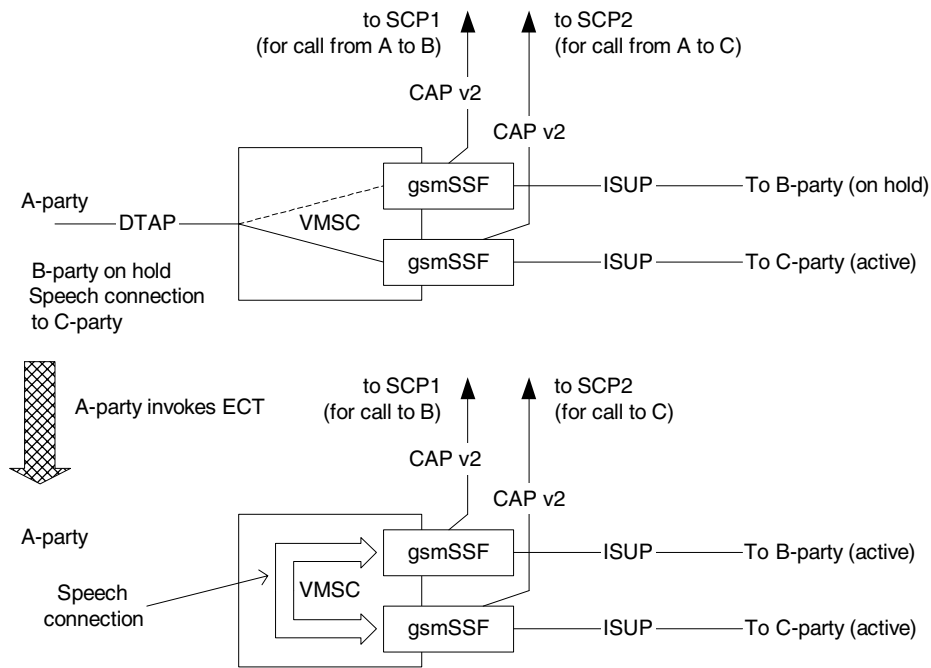 to SCP1
(for call from A to B)
to SCP2
(for call from A to C)
CAP v2
CAP v2
gsmSSF
ISUP
To B-party (on hold)
A-party
DTAP
VMSC
gsmSSF
ISUP
To C-party (active)
B-party on hold
Speech connection
to C-party
A-party invokes ECT
to SCP1
(for call to B)
to SCP2
(for call to C)
CAP v2
CAP v2
A-party
gsmSSF
ISUP
To B-party (active)
Speech
connection
VMSC
gsmSSF
ISUP
To C-party (active)